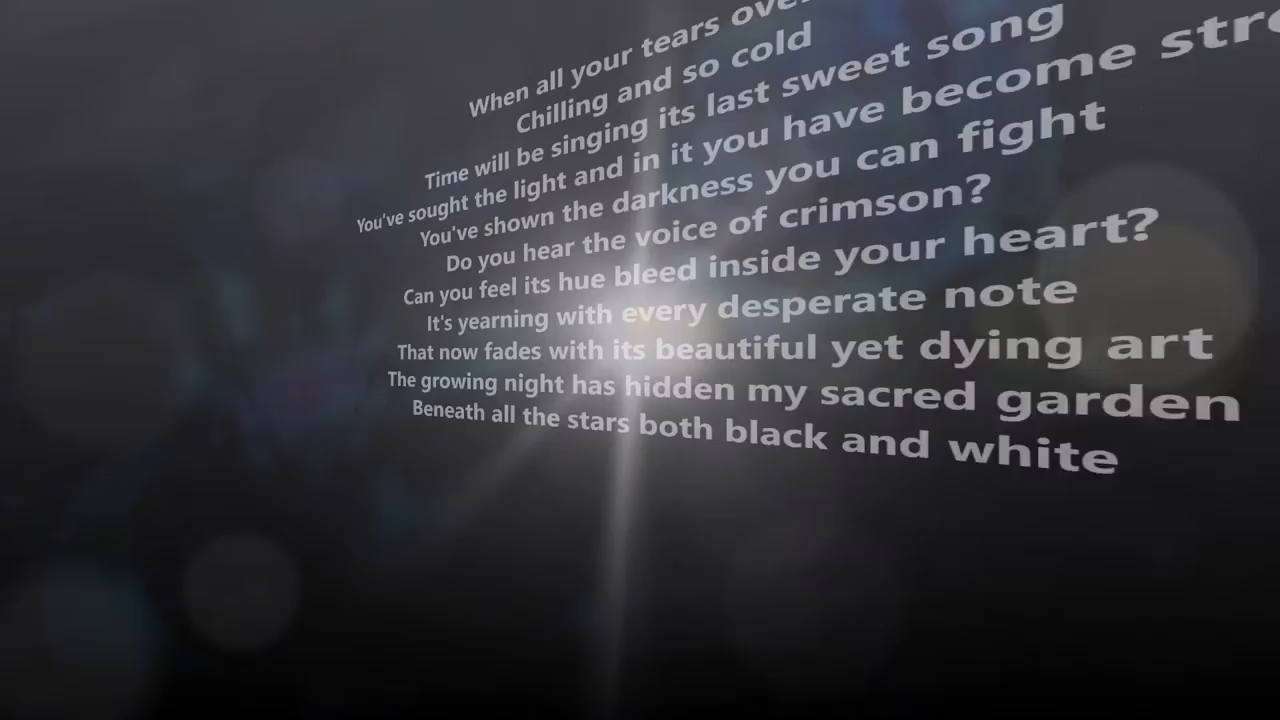 When all your tears
Chilling and so cold
Time will be singing its last sweet song
You've sought the light and in it you have become
You've shown the darkness you can fight
Do you hear the voice of crimson?
Can you feel its hue bleed inside your heart?
It's yearning with every desperate note
That now fades with its beautiful yet dying art
The growing night has hidden my sacred garden
Beneath all the stars both black and white